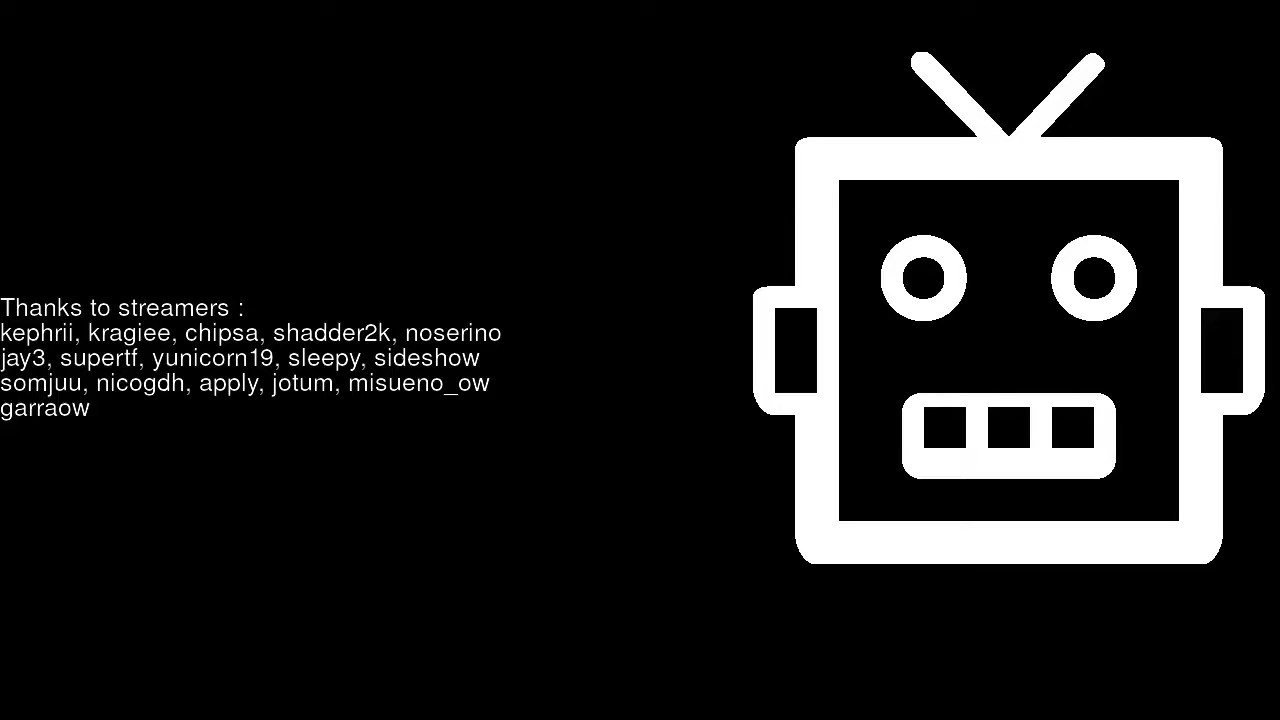 Thanks to streamers :
kephrii, kragiee, chipsa, shadder2k, noserino
jay3, supertf, yunicorn19, sleepy, sideshow
somjuu, nicogdh, apply, jotum, misueno_ow
garraow